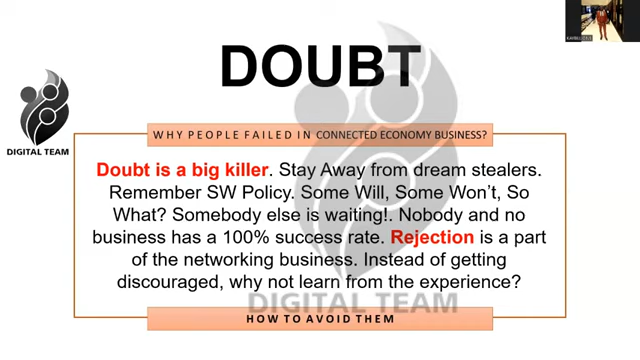 DOUBT
DIGITAL TEAM
WHY PEOPLE FAILED IN CONNECTED ECONOMY BUSINESS?
Doubt is a big killer. Stay Away from dream stealers.
Remember SW Policy. Some Will, Some Won't, So
What? Somebody else is waiting!. Nobody and no
business has a 100% success rate. Rejection is a part
of the networking business. Instead of getting
discouraged, why not learn from the experience?
DIGITAL TEAM
HOW TO AVOID THEM